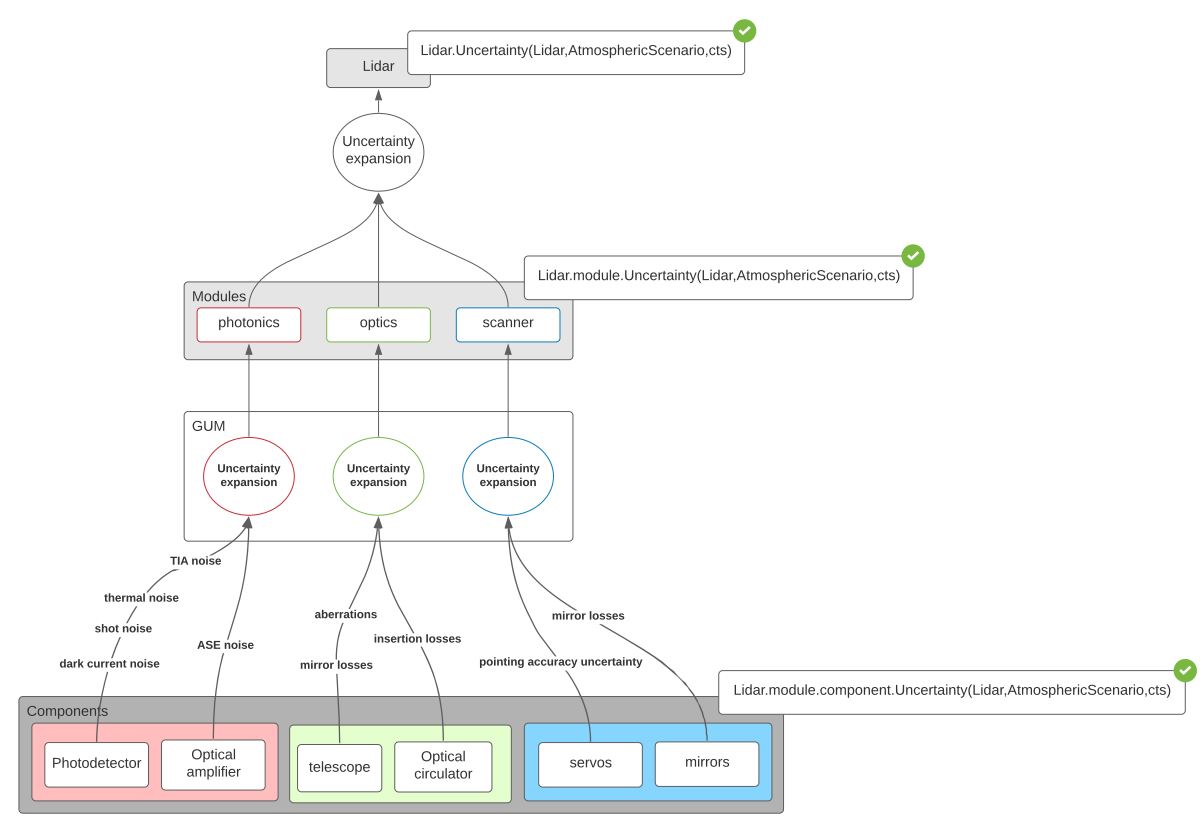 Lidar
Lidar.Uncertainty(Lidar,AtmosphericScenario,cts)
Uncertainty
expansion
Lidar.module.Uncertainty(Lidar,AtmosphericScenario,cts)
Modules
photonics
optics
scanner
GUM
Uncertainty
expansion
Uncertainty
expansion
Uncertainty
expansion
TIA noise
thermal noise
shot noise
dark current noise
ASE noise
aberrations
mirror losses
insertion losses
mirror losses
pointing accuracy uncertainty
Lidar.module.component.Uncertainty(Lidar,AtmosphericScenario,cts)
Components
Photodetector
Optical
amplifier
telescope
Optical
circulator
servos
mirrors